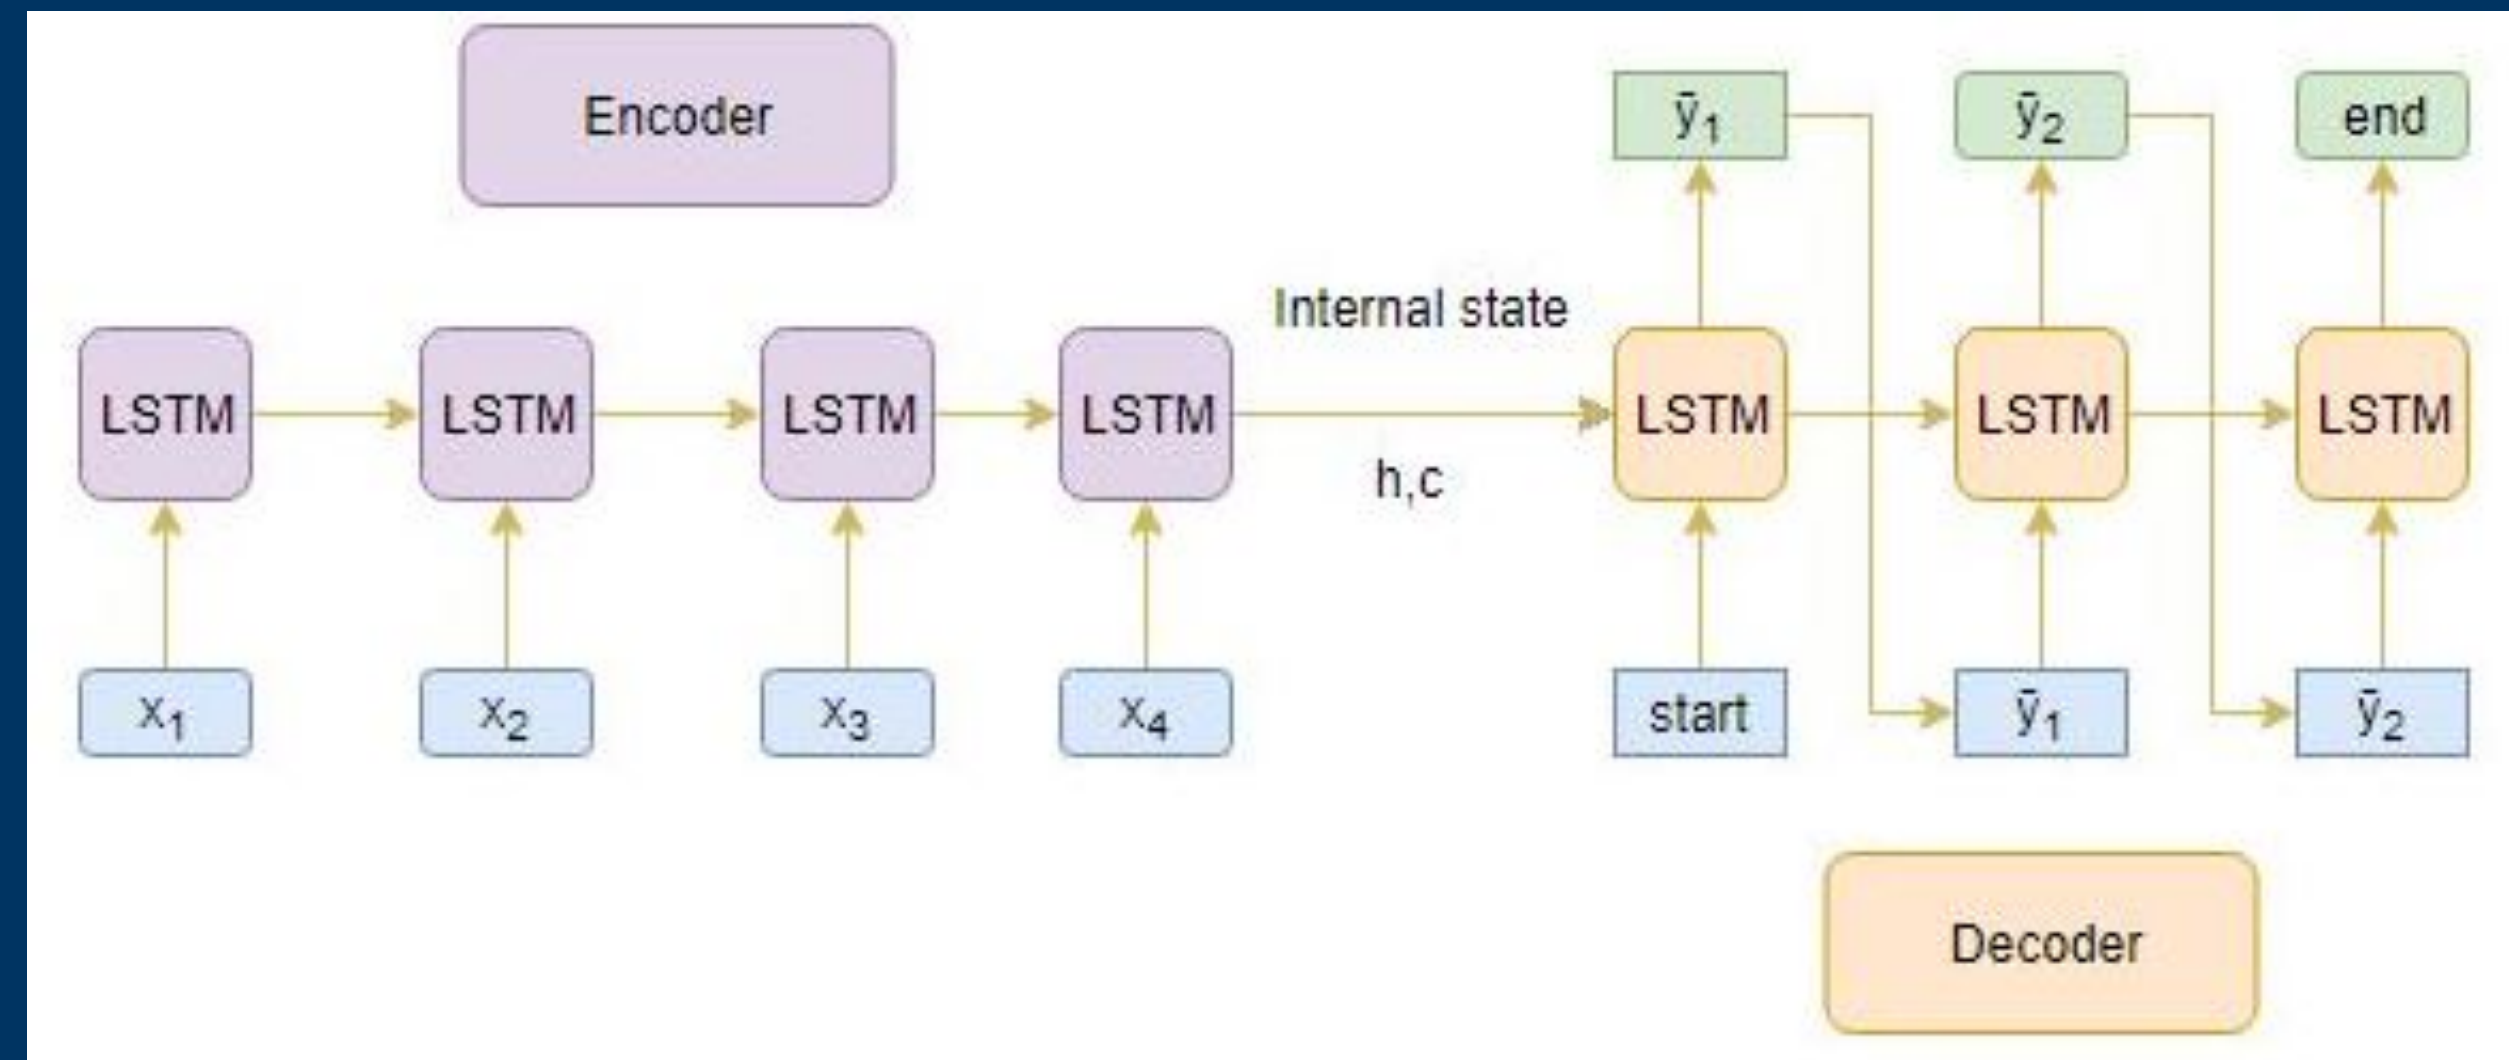 Encoder
ȳ₁ ȳ₂ end
Internal state
LSTM LSTM LSTM LSTM LSTM LSTM LSTM
h,c
x₁ x₂ x₃ x₄ start ȳ₁ ȳ₂
Decoder